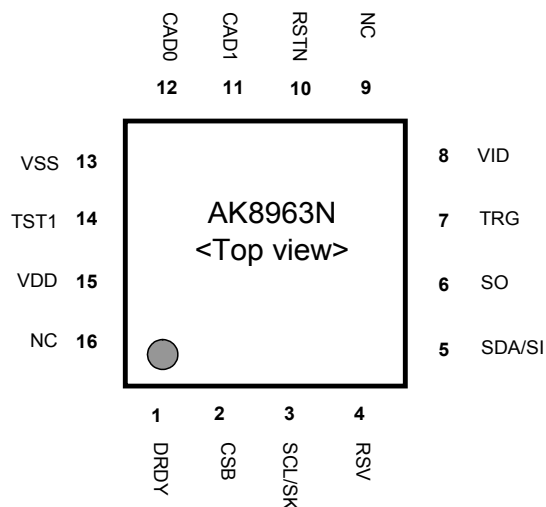 CAD0 CAD1 RSTN NC
12 11 10 9
VSS 13
TST1 14
VDD 15
NC 16
AK8963N
<Top view>
8 VID
7 TRG
6 SO
5 SDA/SI
1 2 3 4
DRDY CSB SCL/SK RSV